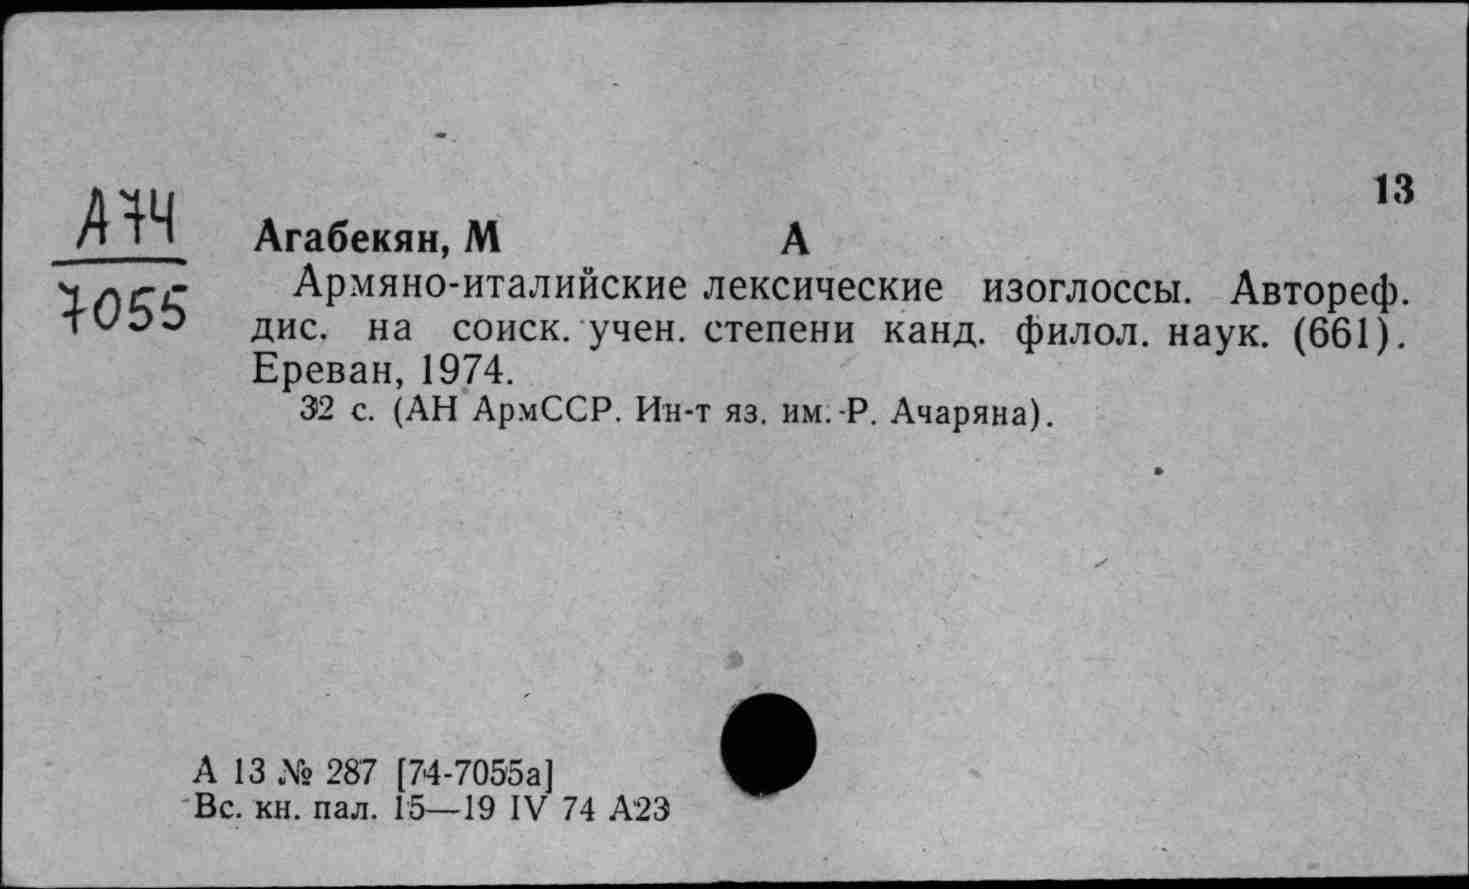 13
А74
7055
Агабекян, М А
Армяно-италийские лексические изоглоссы. Автореф.
дис. на соиск. учен. степени канд. филол. наук. (661).
Ереван, 1974.
32 с. (АН АрмССР. Ин-т яз. им. Р. Ачаряна).
А 13 № 287 [74-7055а]
Вс. кн. пал. 15—19 IV 74 А23